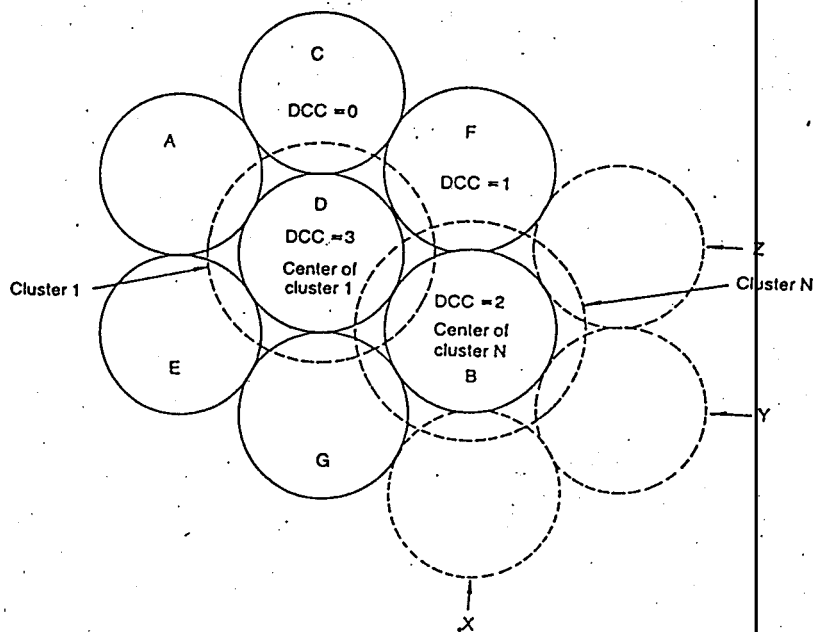 C
DCC = 0
A
F
DCC = 1
D
DCC = 3
Center of
cluster 1
Z
Cluster 1
Cluster N
DCC = 2
Center of
cluster N
B
E
Y
G
X